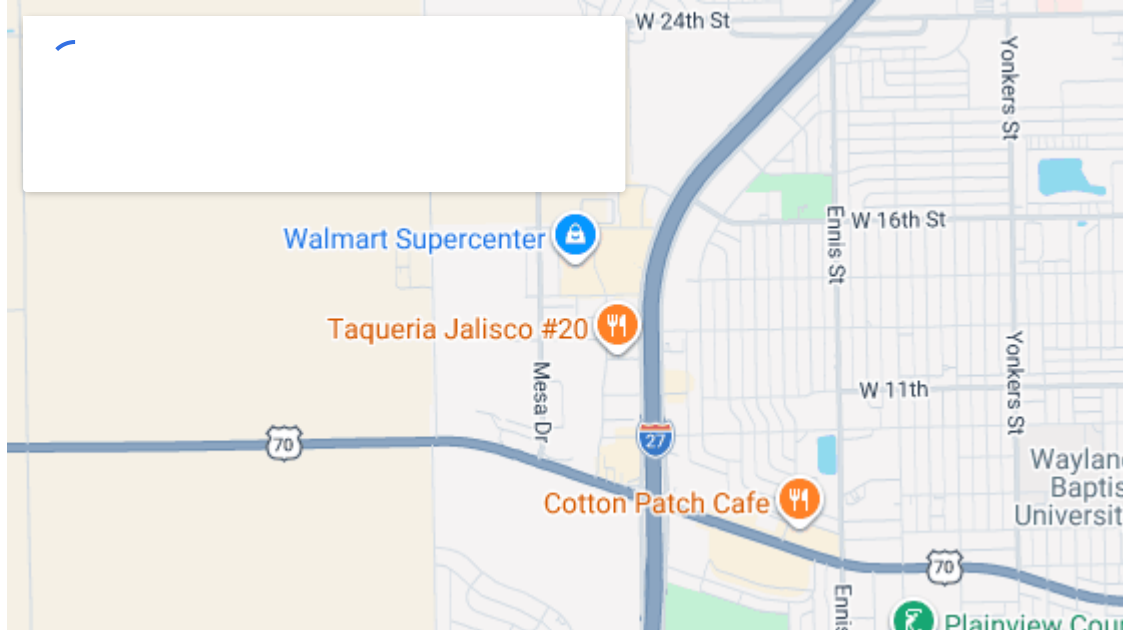 W 24th St
Yonkers St
Ennis St
W 16th St
Walmart Supercenter
Taqueria Jalisco #20
Yonkers St
Mesa Dr
W 11th
27
70
Wayland
Baptis
Universit
Cotton Patch Cafe
70
Ennis
Plainview Cou